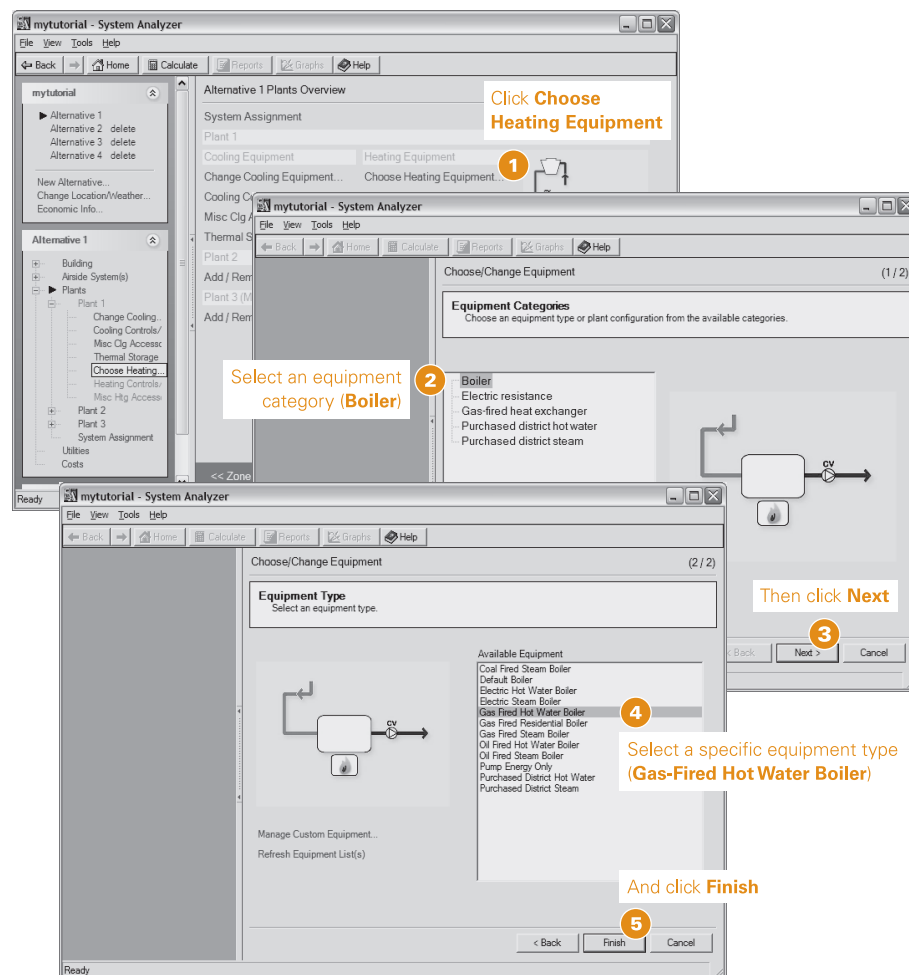 mytutorial - System Analyzer
File View Tools Help
Back Home Calculate Reports Graphs Help
mytutorial
Alternative 1
Alternative 2 delete
Alternative 3 delete
Alternative 4 delete
New Alternative...
Change Location/Weather...
Economic Info...
Alternative 1
Building
Airside System(s)
Plants
Plant 1
Change Cooling...
Cooling Controls/
Misc Clg Accessc
Thermal Storage
Choose Heating...
Heating Controls/
Misc Htg Access
Plant 2
Plant 3
System Assignment
Utilities
Costs
Ready
Alternative 1 Plants Overview
System Assignment
Plant 1
Cooling Equipment Heating Equipment
Change Cooling Equipment... Choose Heating Equipment...
Cooling Co
Misc Clg A
Thermal S
Plant 2
Add / Rem
Plant 3 (M
Add / Rem
<< Zone
Click Choose
Heating Equipment
1
mytutorial - System Analyzer
File View Tools Help
Back Home Calculate Reports Graphs Help
Choose/Change Equipment (1 / 2)
Equipment Categories
Choose an equipment type or plant configuration from the available categories.
Select an equipment
category (Boiler)
2
Boiler
Electric resistance
Gas-fired heat exchanger
Purchased district hot water
Purchased district steam
CV
Then click Next
3
< Back Next > Cancel
mytutorial - System Analyzer
File View Tools Help
Back Home Calculate Reports Graphs Help
Choose/Change Equipment (2 / 2)
Equipment Type
Select an equipment type.
CV
Manage Custom Equipment...
Refresh Equipment List(s)
Available Equipment
Coal Fired Steam Boiler
Default Boiler
Electric Hot Water Boiler
Electric Steam Boiler
Gas Fired Hot Water Boiler
Gas Fired Residential Boiler
Gas Fired Steam Boiler
Oil Fired Hot Water Boiler
Oil Fired Steam Boiler
Pump Energy Only
Purchased District Hot Water
Purchased District Steam
4
Select a specific equipment type
(Gas-Fired Hot Water Boiler)
And click Finish
5
< Back Finish Cancel
Ready